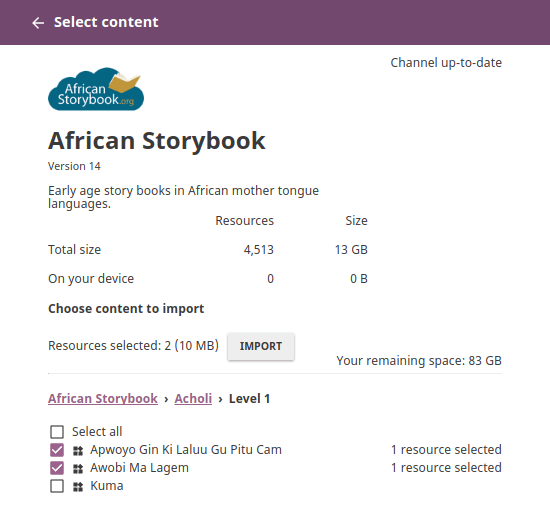 Select content
Channel up-to-date
African
Storybook.org
African Storybook
Version 14
Early age story books in African mother tongue
languages.
Resources Size
Total size 4,513 13 GB
On your device 0 0 B
Choose content to import
Resources selected: 2 (10 MB) IMPORT
Your remaining space: 83 GB
African Storybook › Acholi › Level 1
Select all
Apwoyo Gin Ki Laluu Gu Pitu Cam 1 resource selected
Awobi Ma Lagem 1 resource selected
Kuma